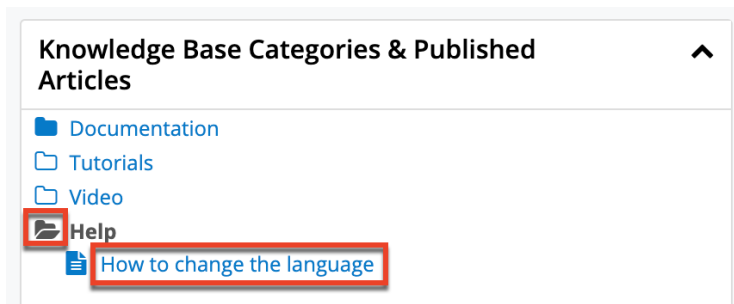 Knowledge Base Categories & Published
Articles
Documentation
Tutorials
Video
Help
How to change the language